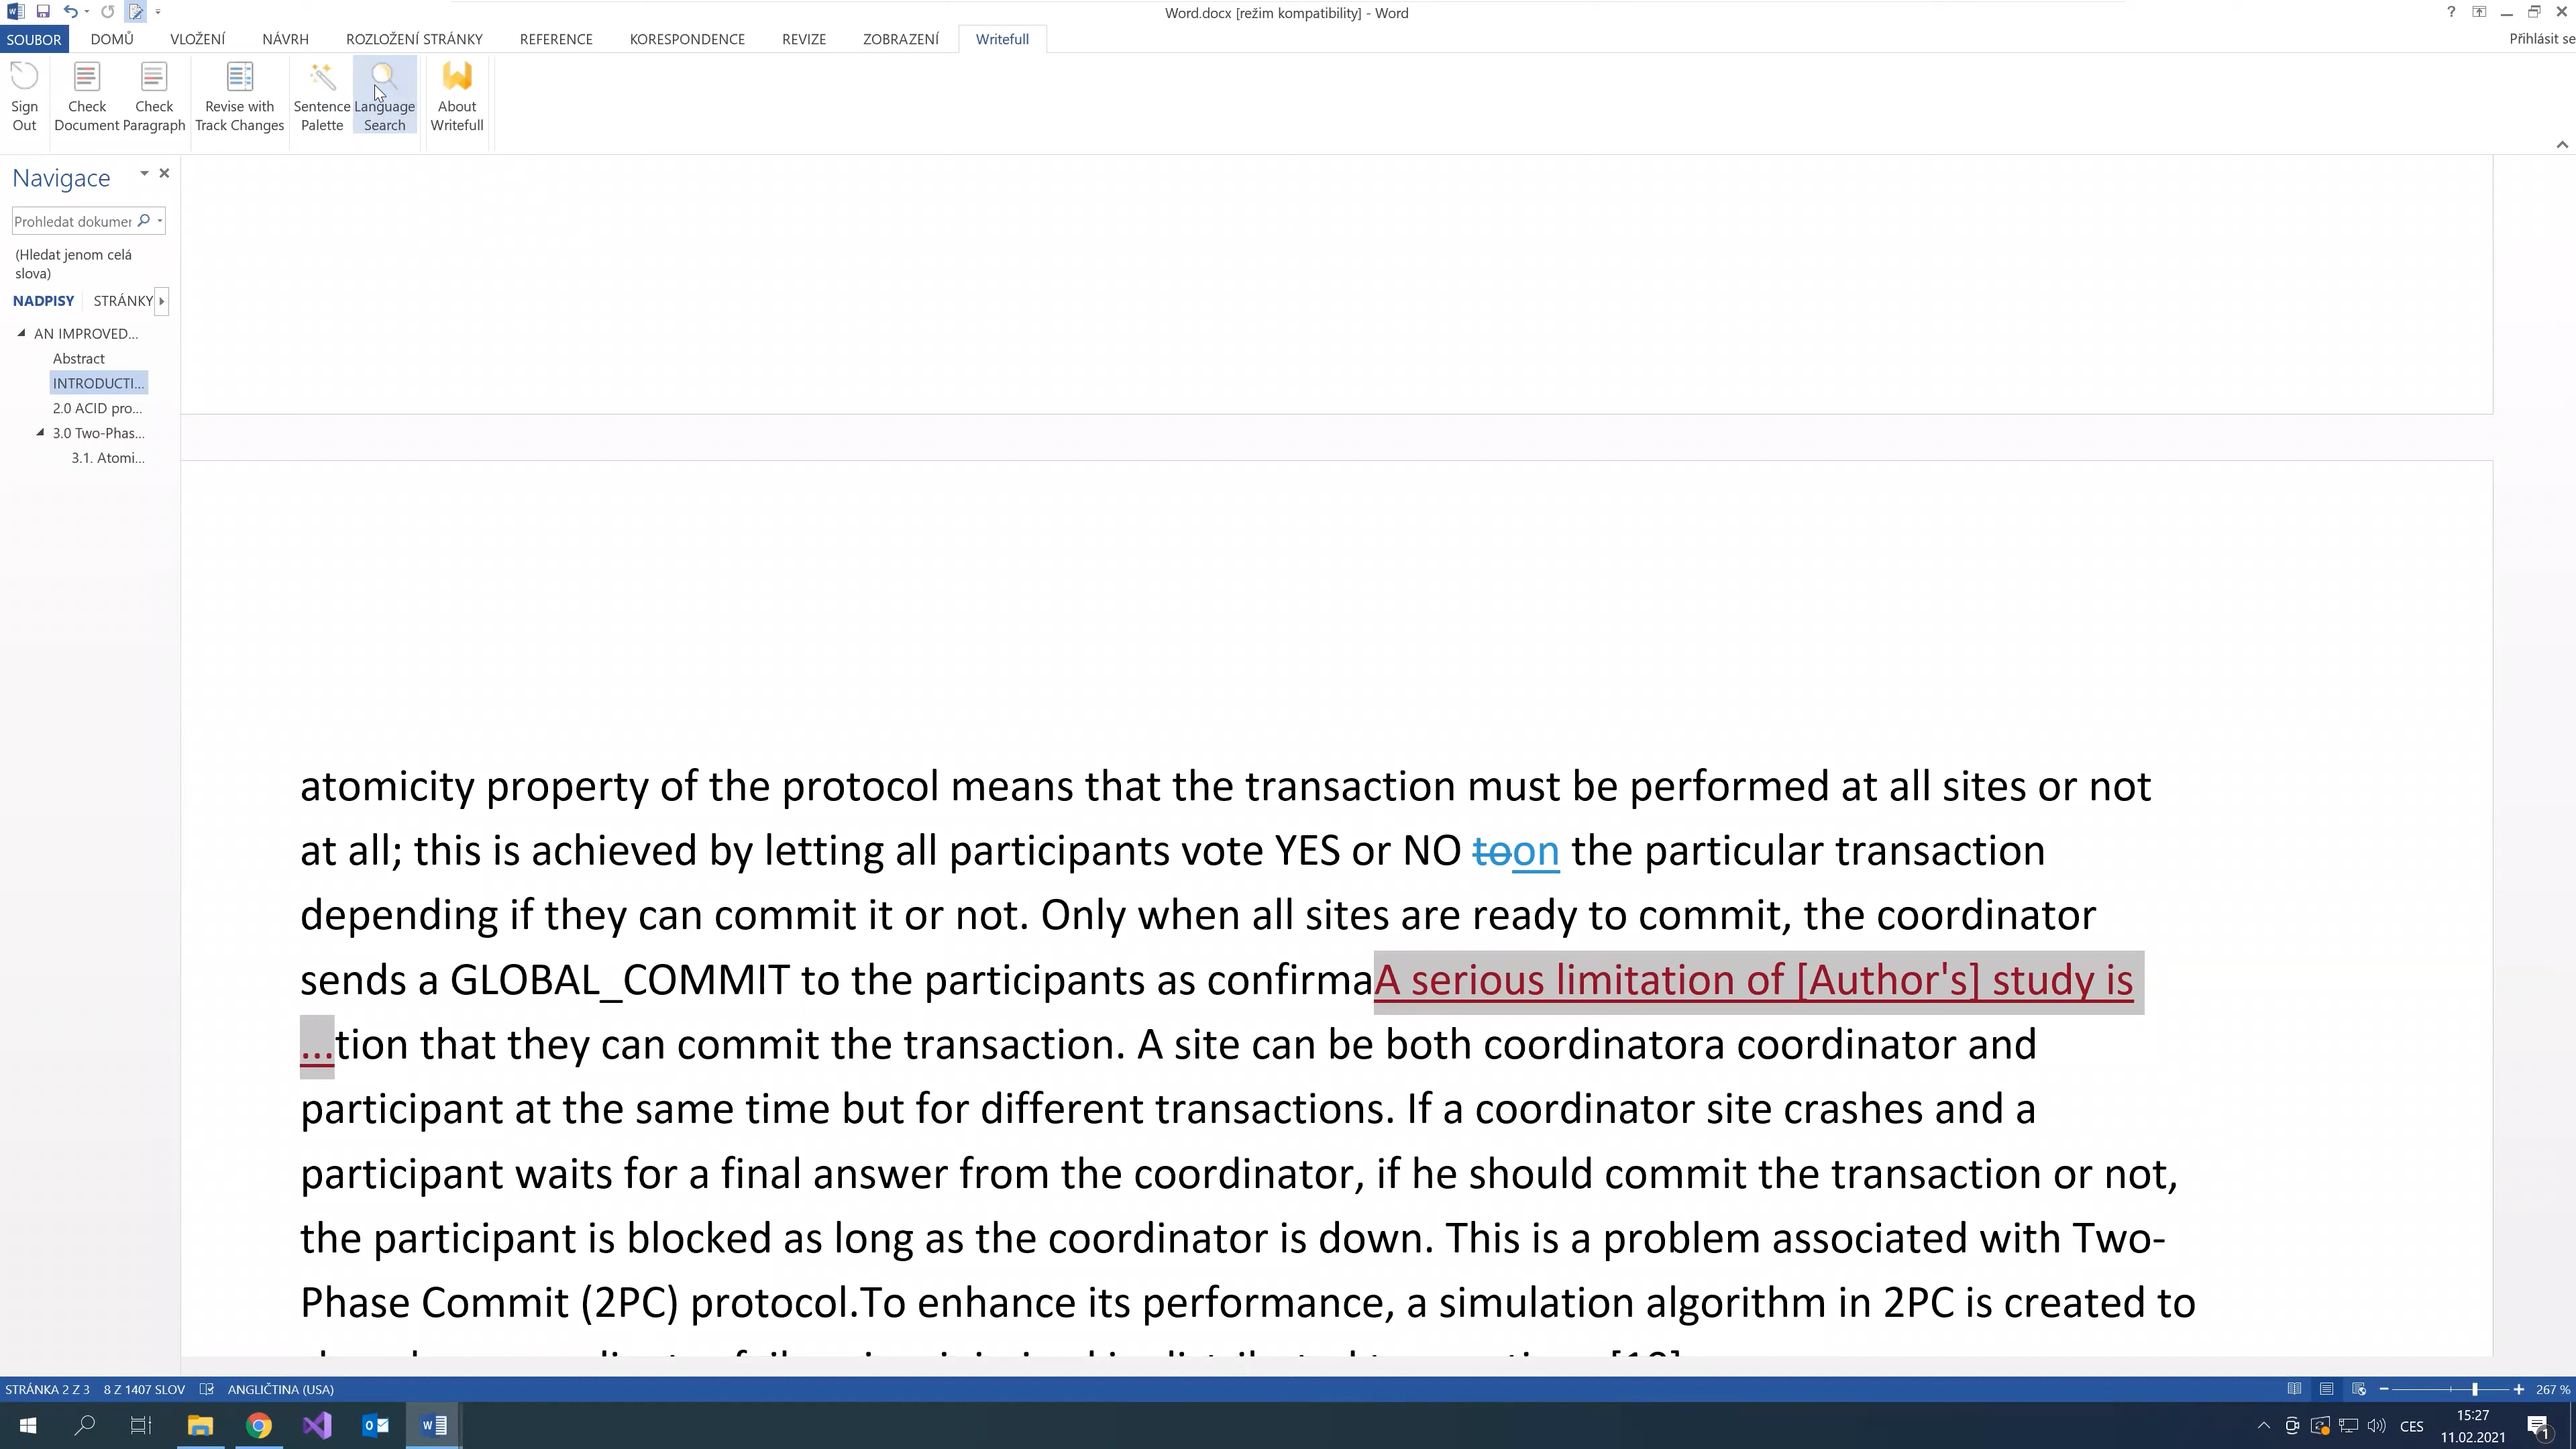 Word.docx [režim kompatibility] - Word
SOUBOR DOMŮ VLOŽENÍ NÁVRH ROZLOŽENÍ STRÁNKY REFERENCE KORESPONDENCE REVIZE ZOBRAZENÍ Writefull Přihlásit se
Sign Out
Check Document
Check Paragraph
Revise with Track Changes
Sentence Palette
Language Search
About Writefull
Navigace
Prohledat dokumen
(Hledat jenom celá
slova)
NADPISY STRÁNKY
AN IMPROVED...
Abstract
INTRODUCTI...
2.0 ACID pro...
3.0 Two-Phas...
3.1. Atomi...
atomicity property of the protocol means that the transaction must be performed at all sites or not
at all; this is achieved by letting all participants vote YES or NO toon the particular transaction
depending if they can commit it or not. Only when all sites are ready to commit, the coordinator
sends a GLOBAL_COMMIT to the participants as confirmaA serious limitation of [Author's] study is
...tion that they can commit the transaction. A site can be both coordinatora coordinator and
participant at the same time but for different transactions. If a coordinator site crashes and a
participant waits for a final answer from the coordinator, if he should commit the transaction or not,
the participant is blocked as long as the coordinator is down. This is a problem associated with Two-
Phase Commit (2PC) protocol.To enhance its performance, a simulation algorithm in 2PC is created to
STRÁNKA 2 Z 3 8 Z 1407 SLOV ANGLIČTINA (USA) 267 %
CES
15:27
11.02.2021
1